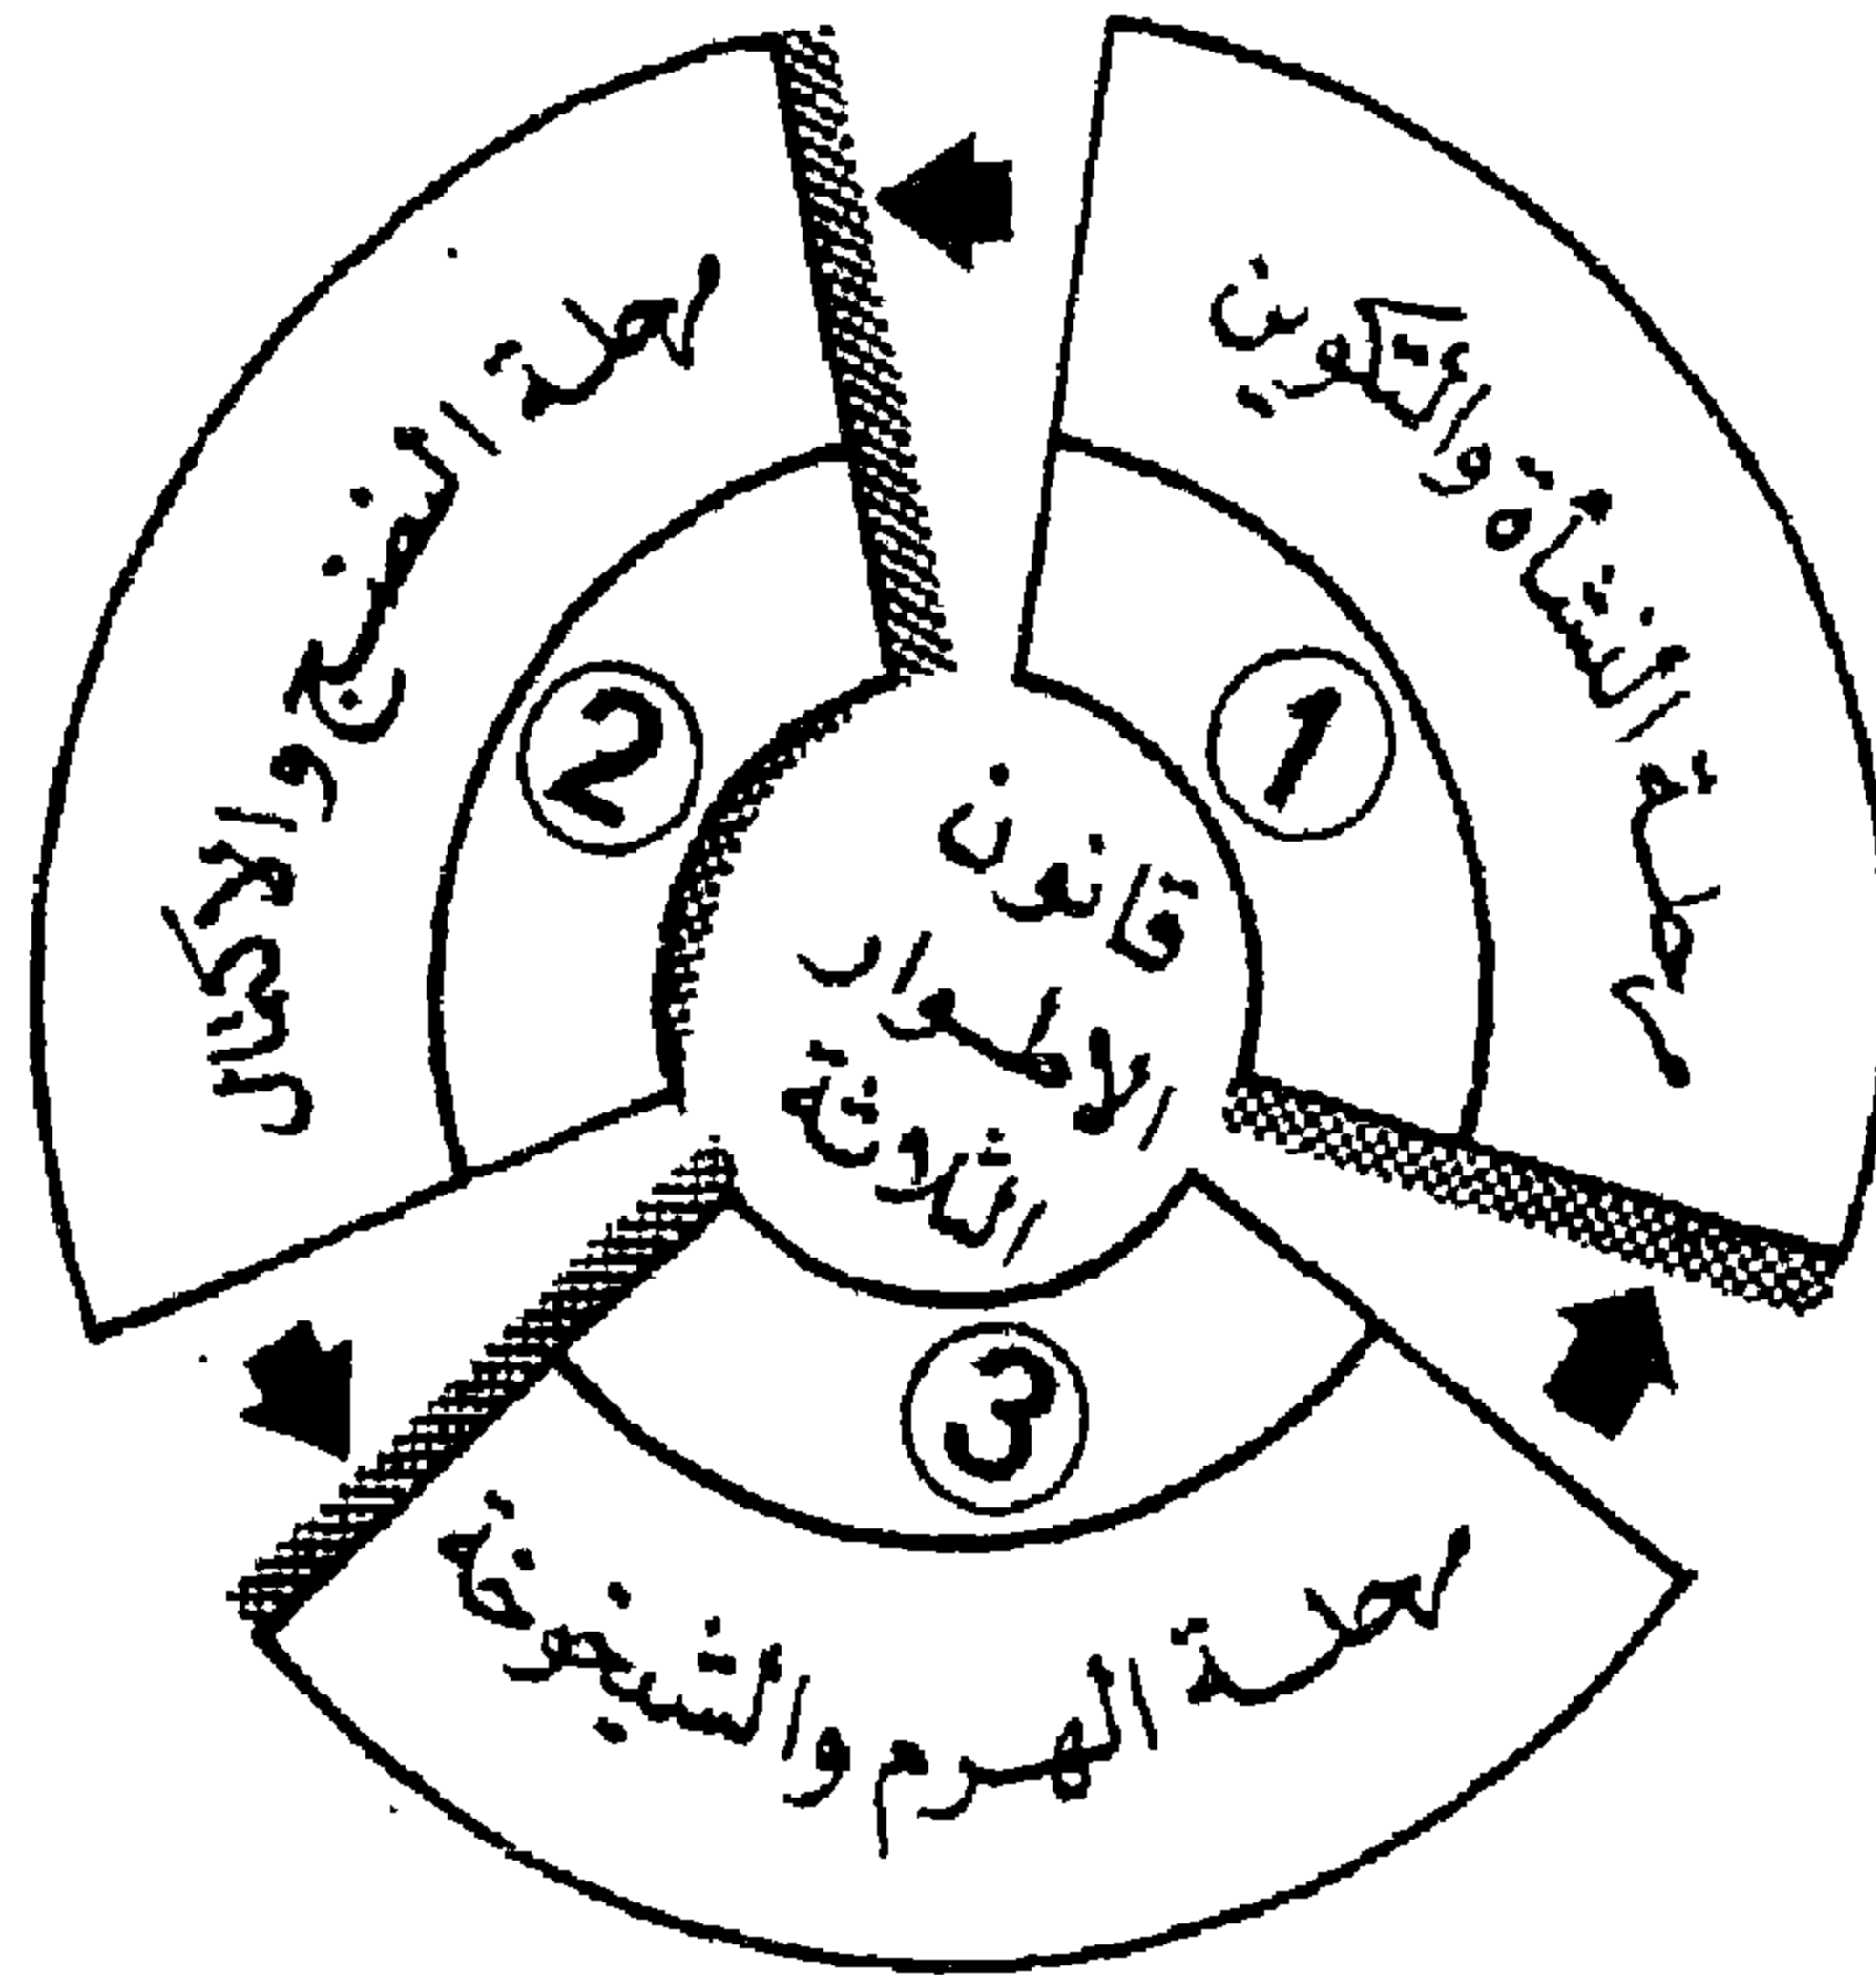 قانون
الأطوار
الثلاثة
1
مرحلة النشأة والتكوين
2
مرحلة النضج والاكتمال
3
مرحلة الهرم والشيخوخة